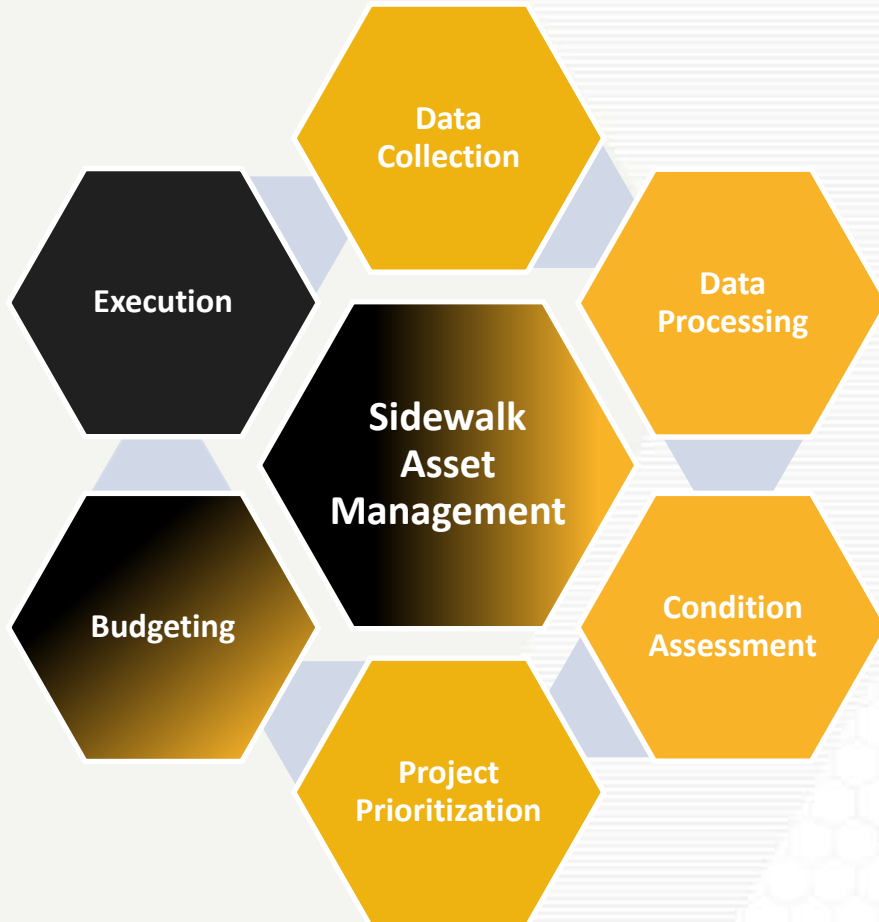 Data
Collection
Data
Processing
Condition
Assessment
Project
Prioritization
Budgeting
Execution
Sidewalk
Asset
Management